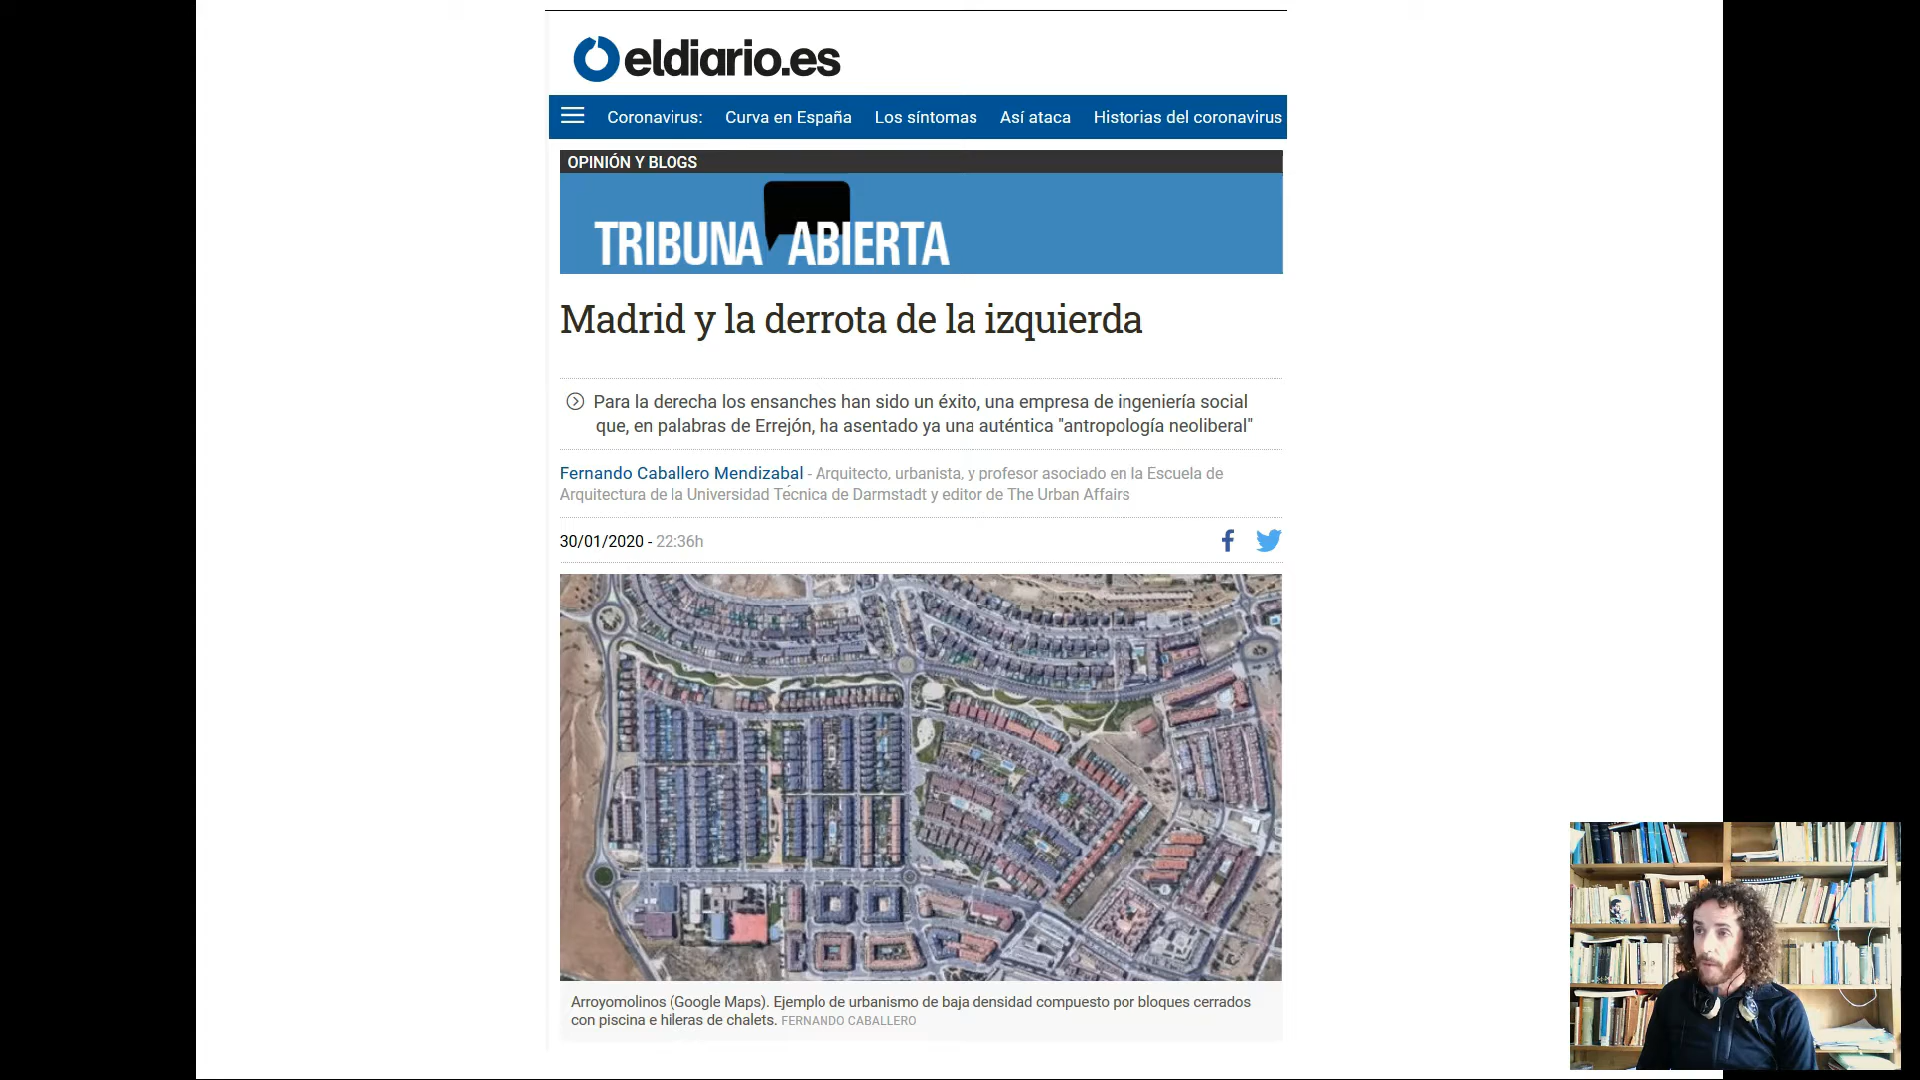 eldiario.es
Coronavirus: Curva en España Los síntomas Así ataca Historias del coronavirus
OPINIÓN Y BLOGS
TRIBUNA ABIERTA
Madrid y la derrota de la izquierda
Para la derecha los ensanches han sido un éxito, una empresa de ingeniería social
que, en palabras de Errejón, ha asentado ya una auténtica "antropología neoliberal"
Fernando Caballero Mendizabal - Arquitecto, urbanista, y profesor asociado en la Escuela de
Arquitectura de la Universidad Técnica de Darmstadt y editor de The Urban Affairs
30/01/2020 - 22:36h
Arroyomolinos (Google Maps). Ejemplo de urbanismo de baja densidad compuesto por bloques cerrados
con piscina e hileras de chalets. FERNANDO CABALLERO